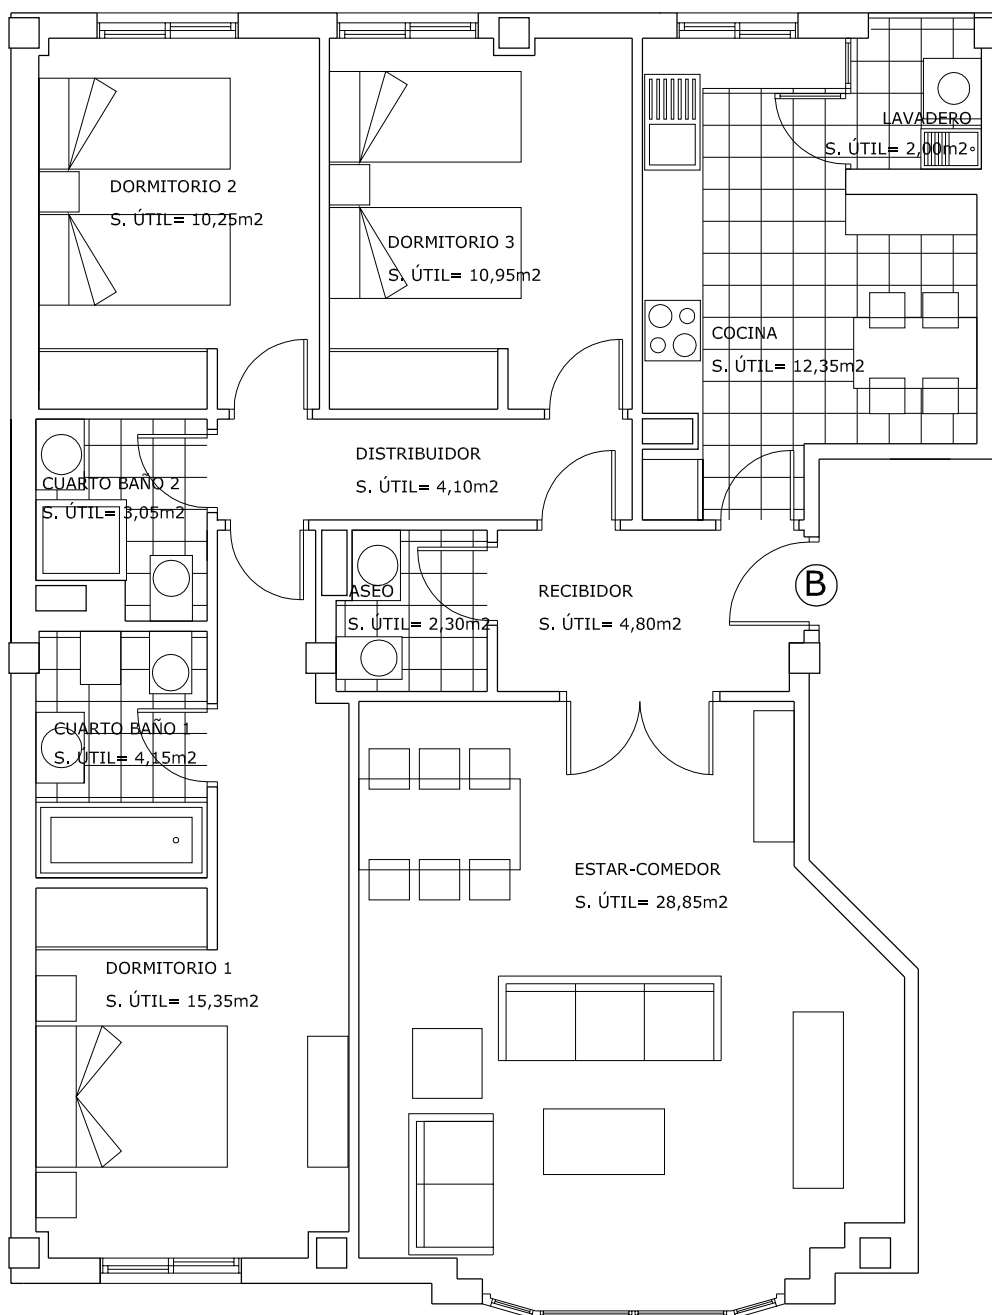 LAVADERO
S. ÚTIL= 2,00m2
DORMITORIO 2
S. ÚTIL= 10,25m2
DORMITORIO 3
S. ÚTIL= 10,95m2
COCINA
S. ÚTIL= 12,35m2
DISTRIBUIDOR
S. ÚTIL= 4,10m2
CUARTO BAÑO 2
S. ÚTIL= 3,05m2
ASEO
S. ÚTIL= 2,30m2
RECIBIDOR
S. ÚTIL= 4,80m2
B
CUARTO BAÑO 1
S. ÚTIL= 4,15m2
ESTAR-COMEDOR
S. ÚTIL= 28,85m2
DORMITORIO 1
S. ÚTIL= 15,35m2